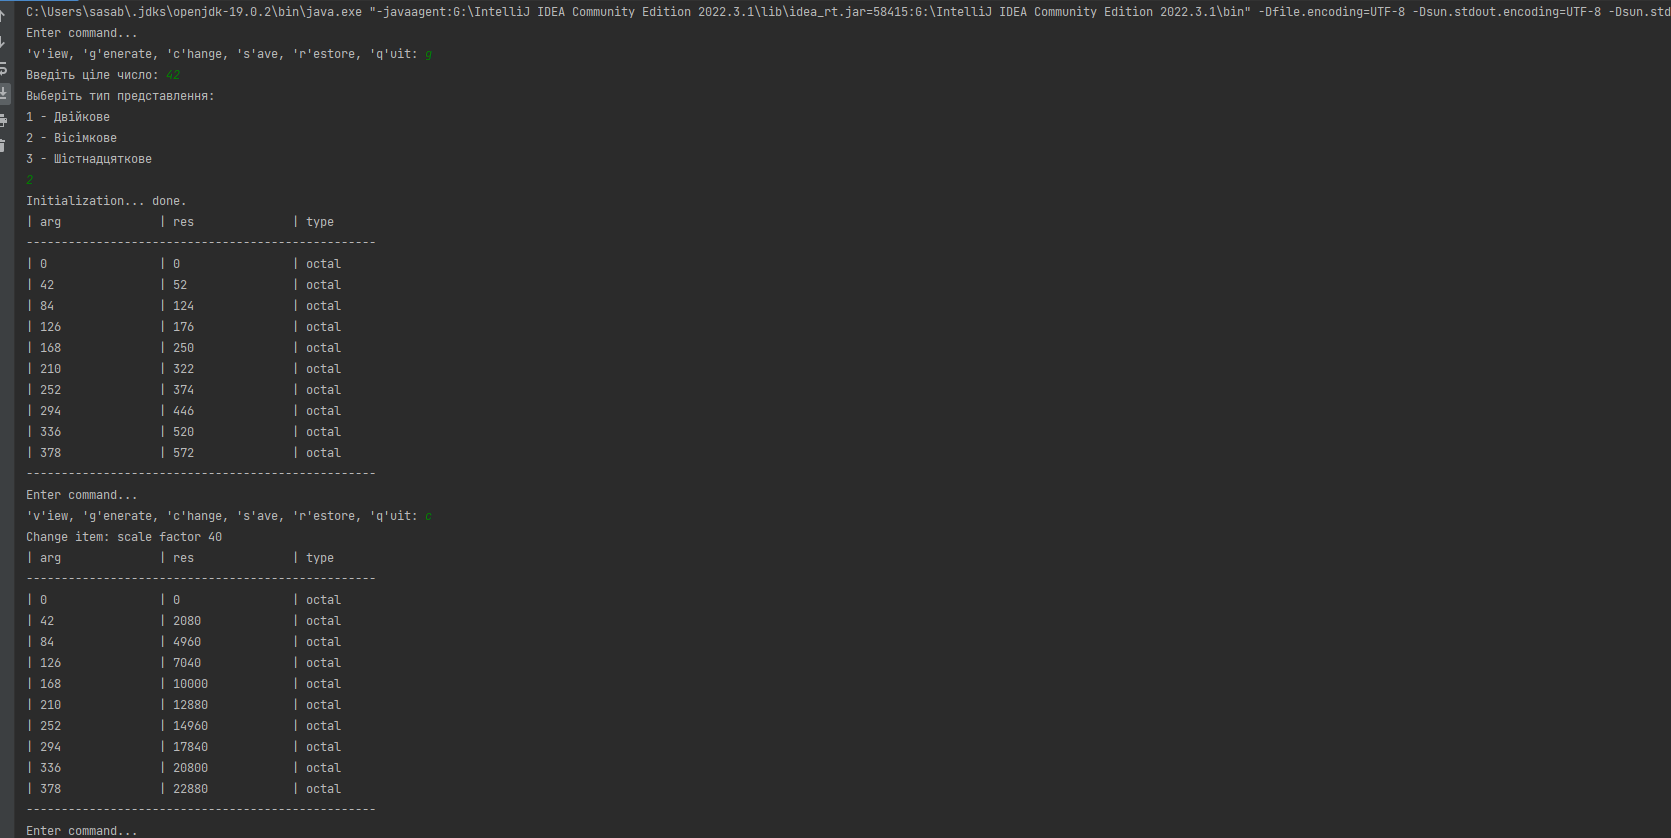 C:\Users\sasab\.jdks\openjdk-19.0.2\bin\java.exe "-javaagent:G:\IntelliJ IDEA Community Edition 2022.3.1\lib\idea_rt.jar=58415:G:\IntelliJ IDEA Community Edition 2022.3.1\bin" -Dfile.encoding=UTF-8 -Dsun.stdout.encoding=UTF-8 -Dsun.std
Enter command...
'v'iew, 'g'enerate, 'c'hange, 's'ave, 'r'estore, 'q'uit: g
Введіть ціле число: 42
Выберіть тип представлення:
1 - Двійкове
2 - Вісімкове
3 - Шістнадцяткове
2
Initialization... done.
| arg | res | type
--------------------------------------------------
| 0 | 0 | octal
| 42 | 52 | octal
| 84 | 124 | octal
| 126 | 176 | octal
| 168 | 250 | octal
| 210 | 322 | octal
| 252 | 374 | octal
| 294 | 446 | octal
| 336 | 520 | octal
| 378 | 572 | octal
--------------------------------------------------
Enter command...
'v'iew, 'g'enerate, 'c'hange, 's'ave, 'r'estore, 'q'uit: c
Change item: scale factor 40
| arg | res | type
--------------------------------------------------
| 0 | 0 | octal
| 42 | 2080 | octal
| 84 | 4960 | octal
| 126 | 7040 | octal
| 168 | 10000 | octal
| 210 | 12880 | octal
| 252 | 14960 | octal
| 294 | 17840 | octal
| 336 | 20800 | octal
| 378 | 22880 | octal
--------------------------------------------------
Enter command...